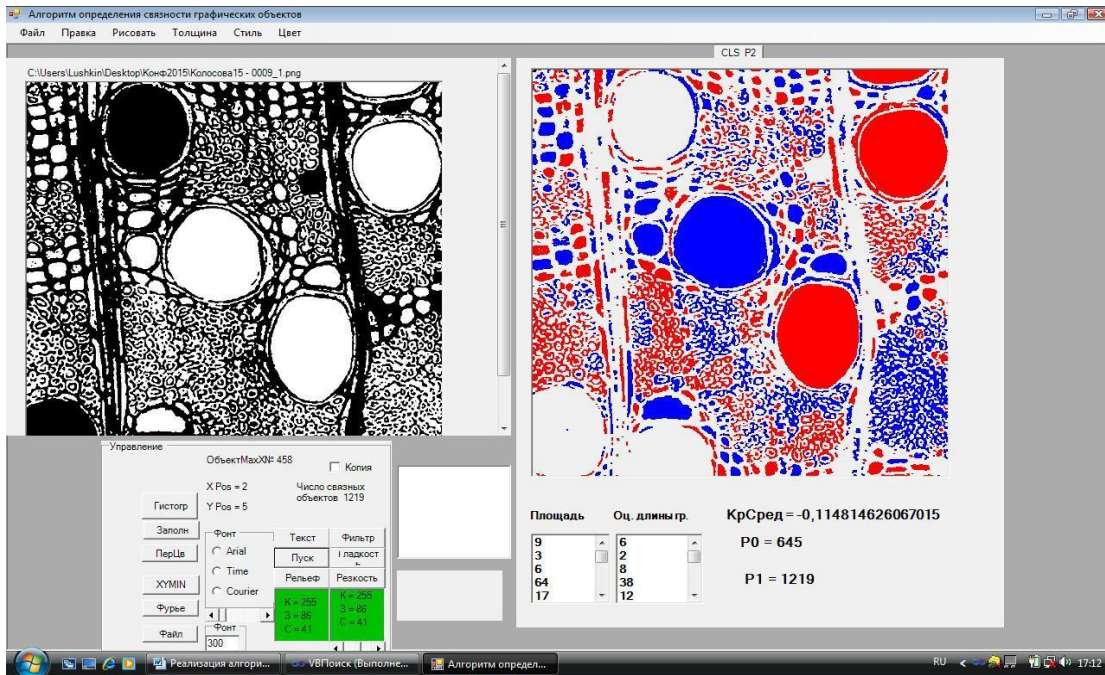 Алгоритм определения связности графических объектов
Файл Правка Рисовать Толщина Стиль Цвет
C:\Users\Lushkin\Desktop\Конф2015\Колосова15 - 0009_1.png
CLS P2
Управление
ОбъектMaxX№ 458
Копия
X Pos = 2
Y Pos = 5
Число связных
объектов 1219
Гистогр
Заполн
ПерЦв
XYMIN
Фурье
Файл
Фонт
Arial
Time
Courier
Фонт
300
Текст Фильтр
Пуск
Рельеф Резкость
K = 255
З = 86
С = 41
K = 255
З = 86
С = 41
Площадь
9
3
6
64
17
Оц. длины гр.
6
2
8
38
12
КрСред = -0,114814626067015
P0 = 645
P1 = 1219
Реализация алгори...
VBПоиск (Выполне...
Алгоритм определ...
RU
17:12